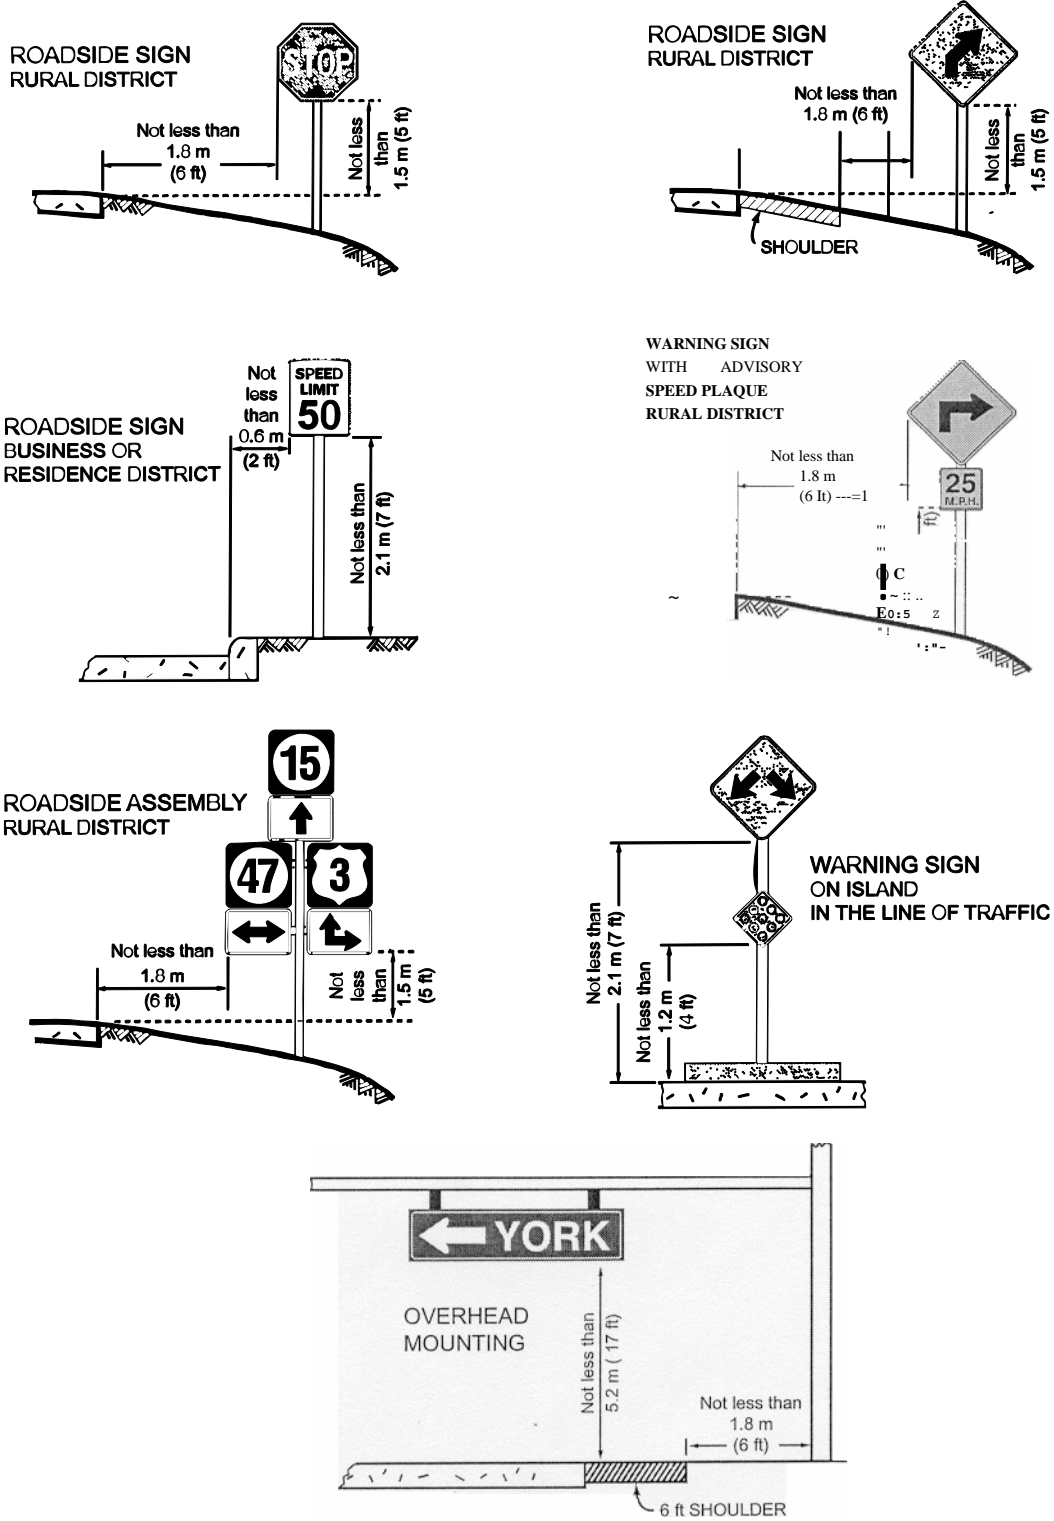 ROADSIDE SIGN
RURAL DISTRICT
STOP
Not less than
1.8 m
(6 ft)
Not less
than
1.5 m (5 ft)
ROADSIDE SIGN
RURAL DISTRICT
Not less than
1.8 m (6 ft)
Not less
than
1.5 m (5 ft)
SHOULDER
ROADSIDE SIGN
BUSINESS OR
RESIDENCE DISTRICT
Not
less
than
0.6 m
(2 ft)
SPEED
LIMIT
50
Not less than
2.1 m (7 ft)
WARNING SIGN
WITH ADVISORY
SPEED PLAQUE
RURAL DISTRICT
Not less than
1.8 m
(6 It) ---=1
25
M.P.H.
ft)
C
E0:5 z
ROADSIDE ASSEMBLY
RURAL DISTRICT
15
47
3
Not less than
1.8 m
(6 ft)
Not
less
than
1.5 m
(5 ft)
WARNING SIGN
ON ISLAND
IN THE LINE OF TRAFFIC
Not less than
2.1 m (7 ft)
Not less than
1.2 m
(4 ft)
YORK
OVERHEAD
MOUNTING
Not less than
5.2 m ( 17 ft)
Not less than
1.8 m
(6 ft)
6 ft SHOULDER